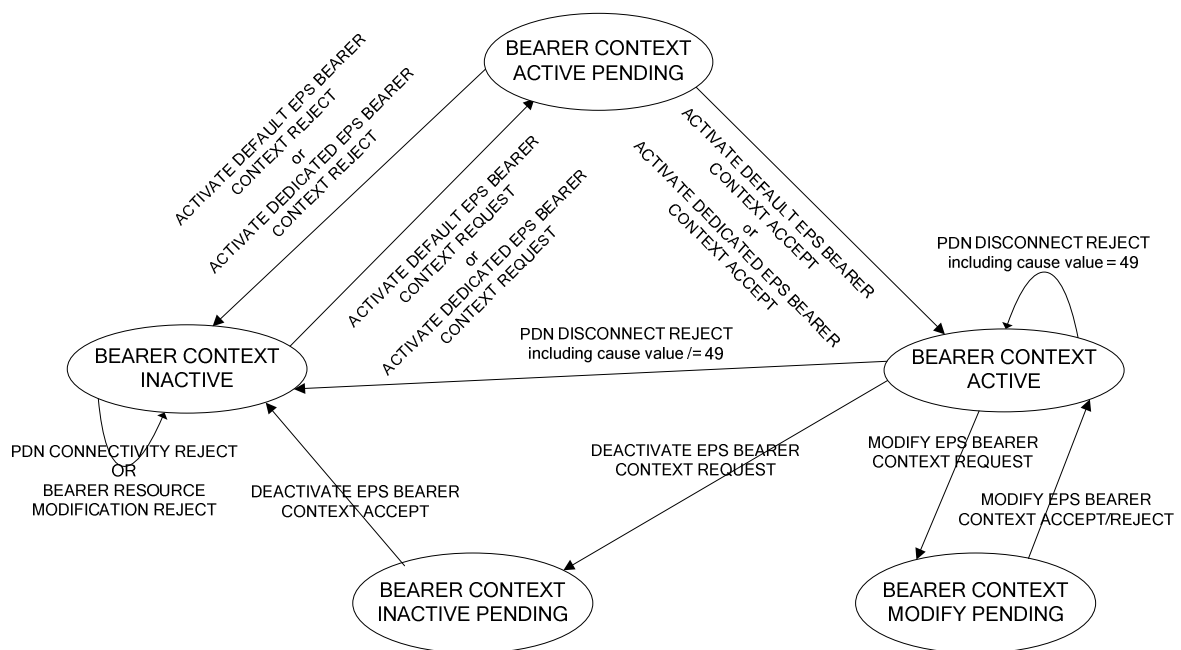 BEARER CONTEXT
ACTIVE PENDING
ACTIVATE DEFAULT EPS BEARER
CONTEXT REJECT
or
ACTIVATE DEDICATED EPS BEARER
CONTEXT REJECT
ACTIVATE DEFAULT EPS BEARER
CONTEXT REQUEST
or
ACTIVATE DEDICATED EPS BEARER
CONTEXT REQUEST
ACTIVATE DEFAULT EPS BEARER
CONTEXT ACCEPT
or
ACTIVATE DEDICATED EPS BEARER
CONTEXT ACCEPT
PDN DISCONNECT REJECT
including cause value = 49
PDN DISCONNECT REJECT
including cause value /= 49
BEARER CONTEXT
INACTIVE
BEARER CONTEXT
ACTIVE
PDN CONNECTIVITY REJECT
OR
BEARER RESOURCE
MODIFICATION REJECT
DEACTIVATE EPS BEARER
CONTEXT ACCEPT
DEACTIVATE EPS BEARER
CONTEXT REQUEST
MODIFY EPS BEARER
CONTEXT REQUEST
MODIFY EPS BEARER
CONTEXT ACCEPT/REJECT
BEARER CONTEXT
INACTIVE PENDING
BEARER CONTEXT
MODIFY PENDING